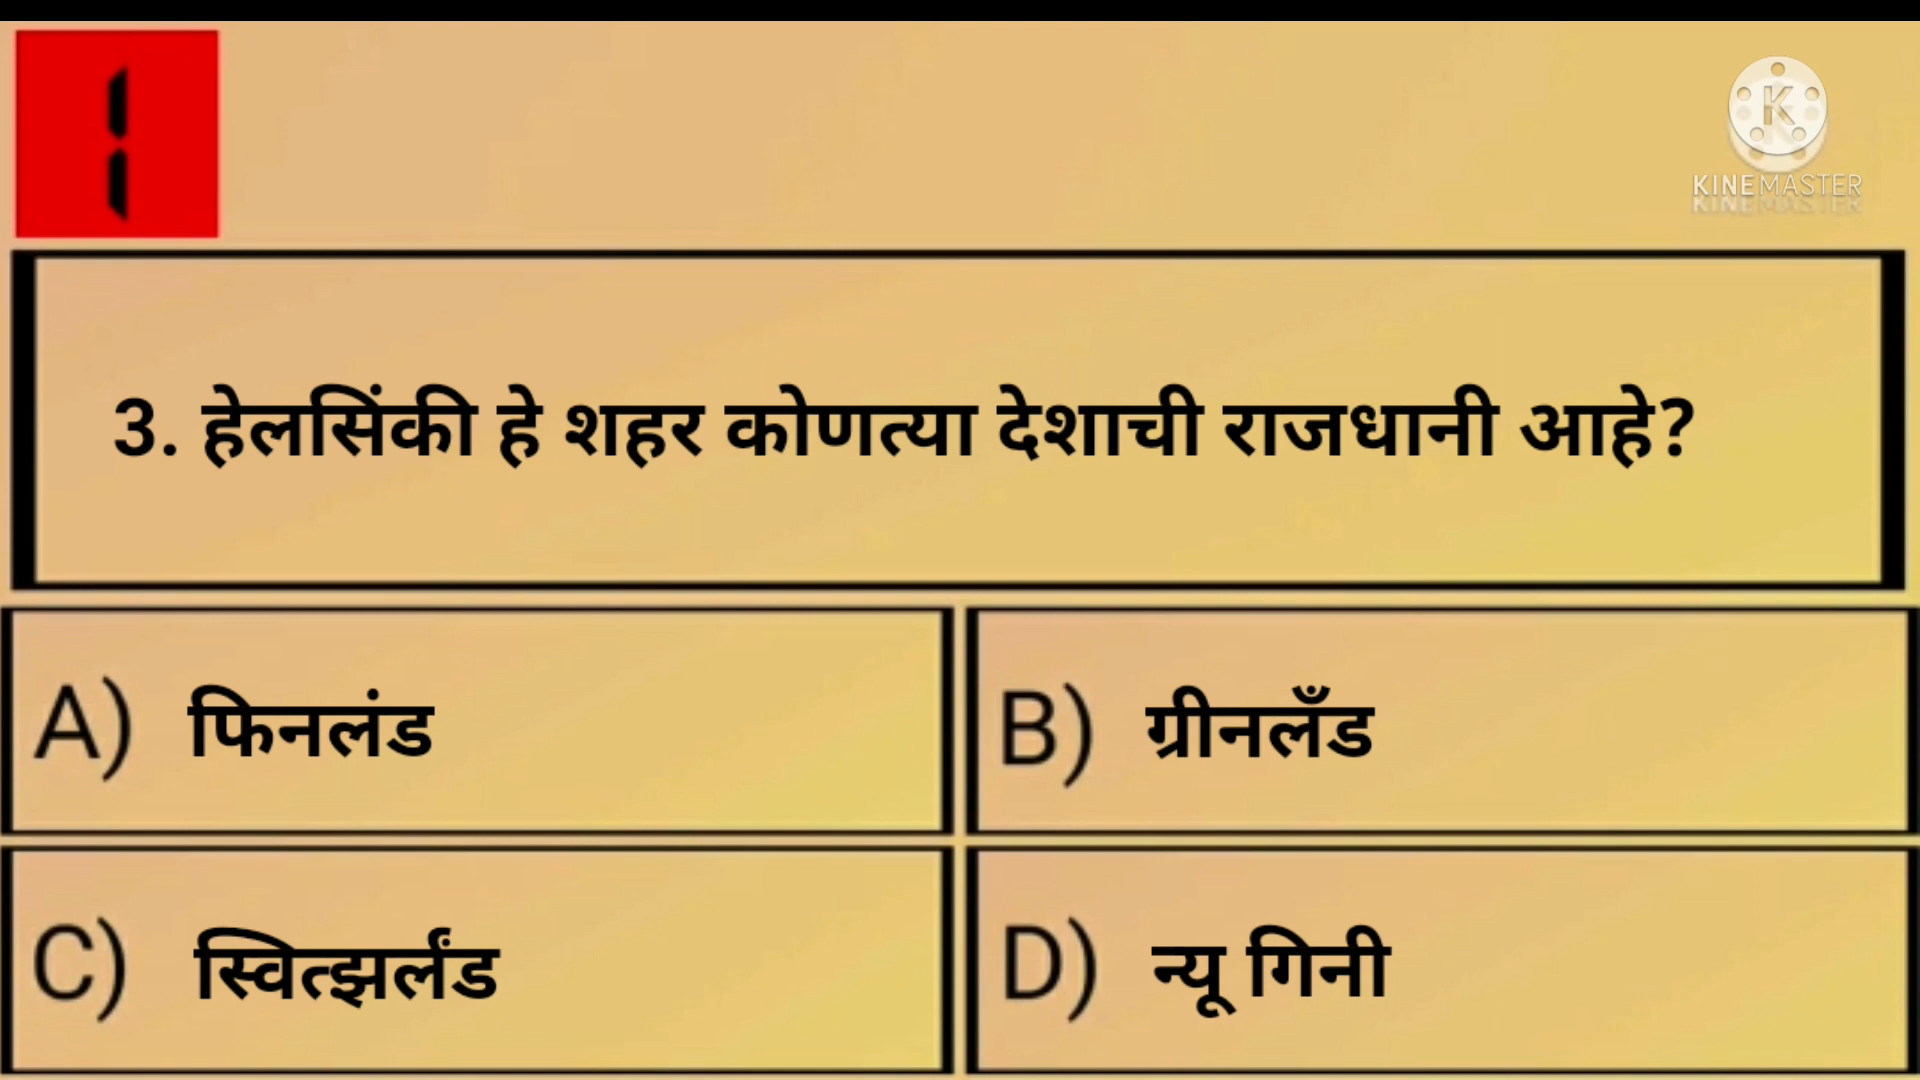 1
KINEMASTER
3. हेलसिंकी हे शहर कोणत्या देशाची राजधानी आहे?
A) फिनलंड
B) ग्रीनलँड
C) स्वित्झर्लंड
D) न्यू गिनी